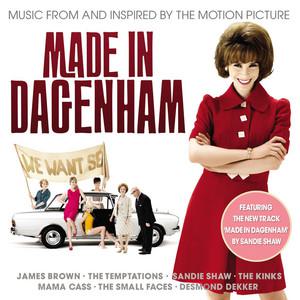 MUSIC FROM AND INSPIRED BY THE MOTION PICTURE
MADE IN
DAGENHAM
WE WANT SE
FEATURING
THE NEW TRACK
'MADE IN DAGENHAM'
BY SANDIE SHAW
JAMES BROWN · THE TEMPTATIONS · SANDIE SHAW · THE KINKS
MAMA CASS · THE SMALL FACES · DESMOND DEKKER